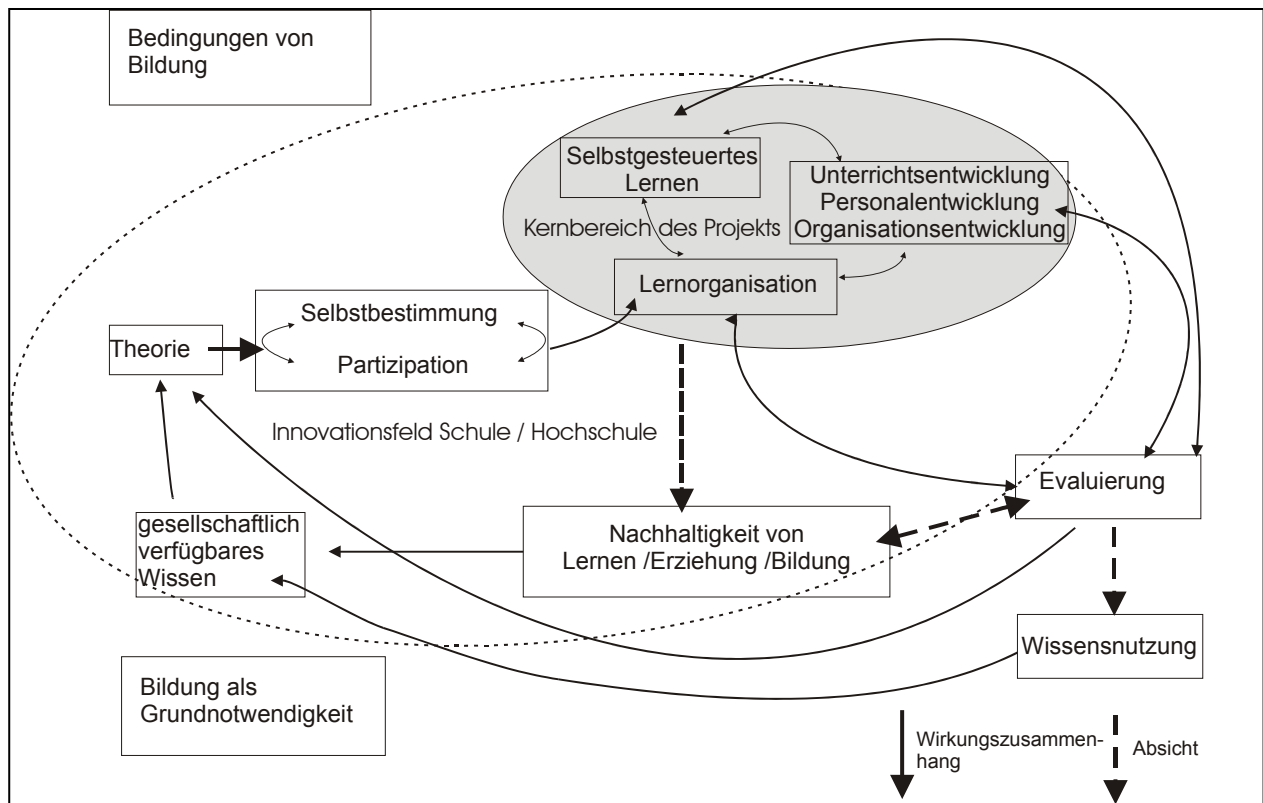 Bedingungen von
Bildung
Selbstgesteuertes
Lernen
Unterrichtsentwicklung
Personalentwicklung
Organisationsentwicklung
Kernbereich des Projekts
Lernorganisation
Selbstbestimmung
Partizipation
Theorie
Innovationsfeld Schule / Hochschule
Evaluierung
gesellschaftlich
verfügbares
Wissen
Nachhaltigkeit von
Lernen /Erziehung /Bildung
Wissensnutzung
Bildung als
Grundnotwendigkeit
Wirkungszusammen-
hang
Absicht